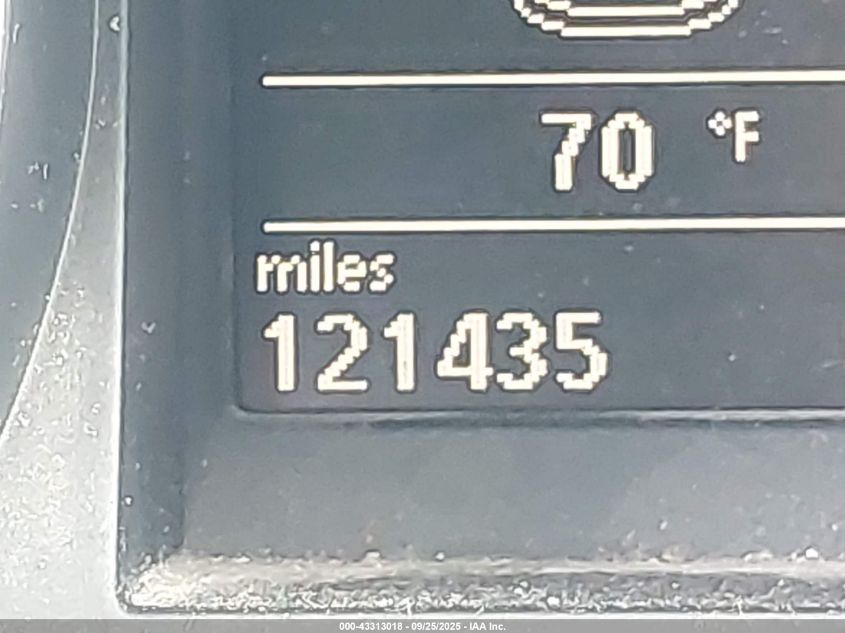 70 °F
miles
121435
000-43313018 - 09/25/2025 - IAA Inc.